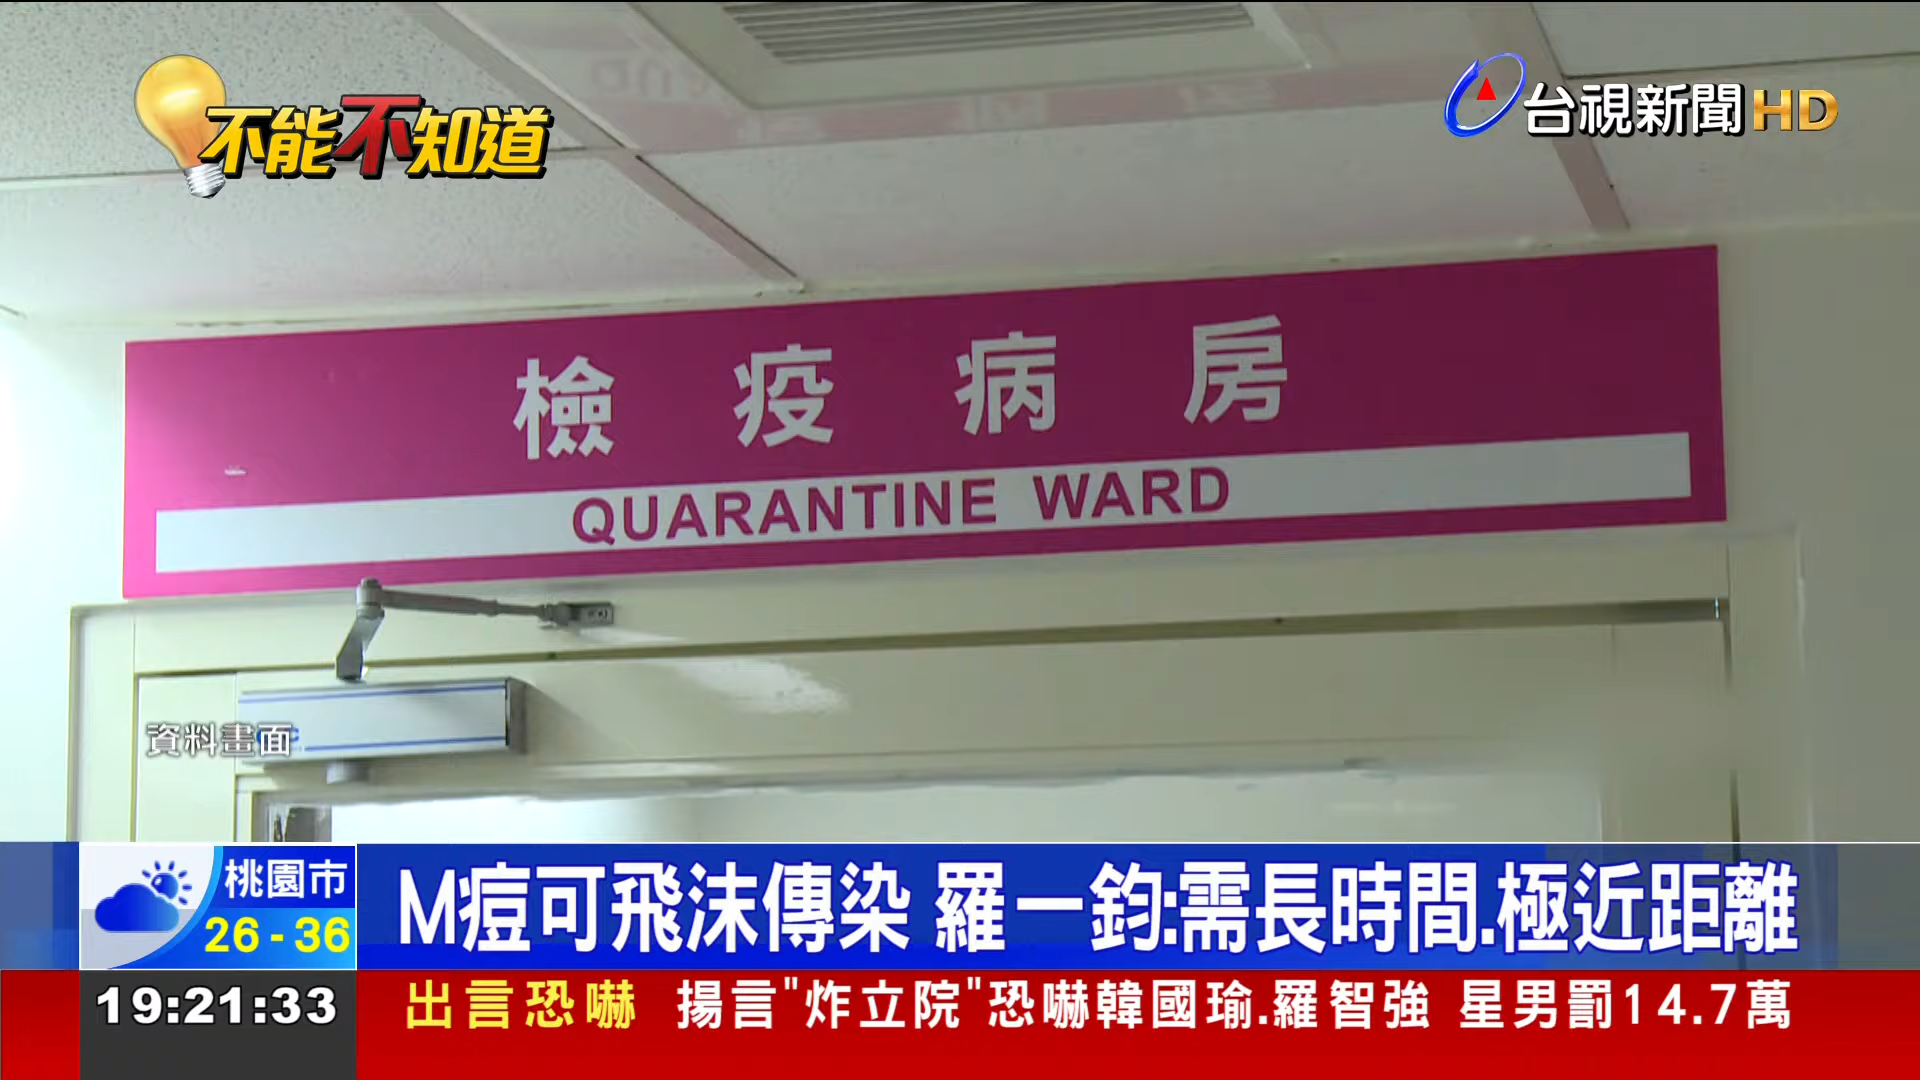 不能不知道
台視新聞HD
檢疫病房
QUARANTINE WARD
資料畫面
桃園市
26-36
M痘可飛沫傳染 羅一鈞:需長時間.極近距離
19:21:33
出言恐嚇 揚言"炸立院"恐嚇韓國瑜.羅智強 星男罰14.7萬